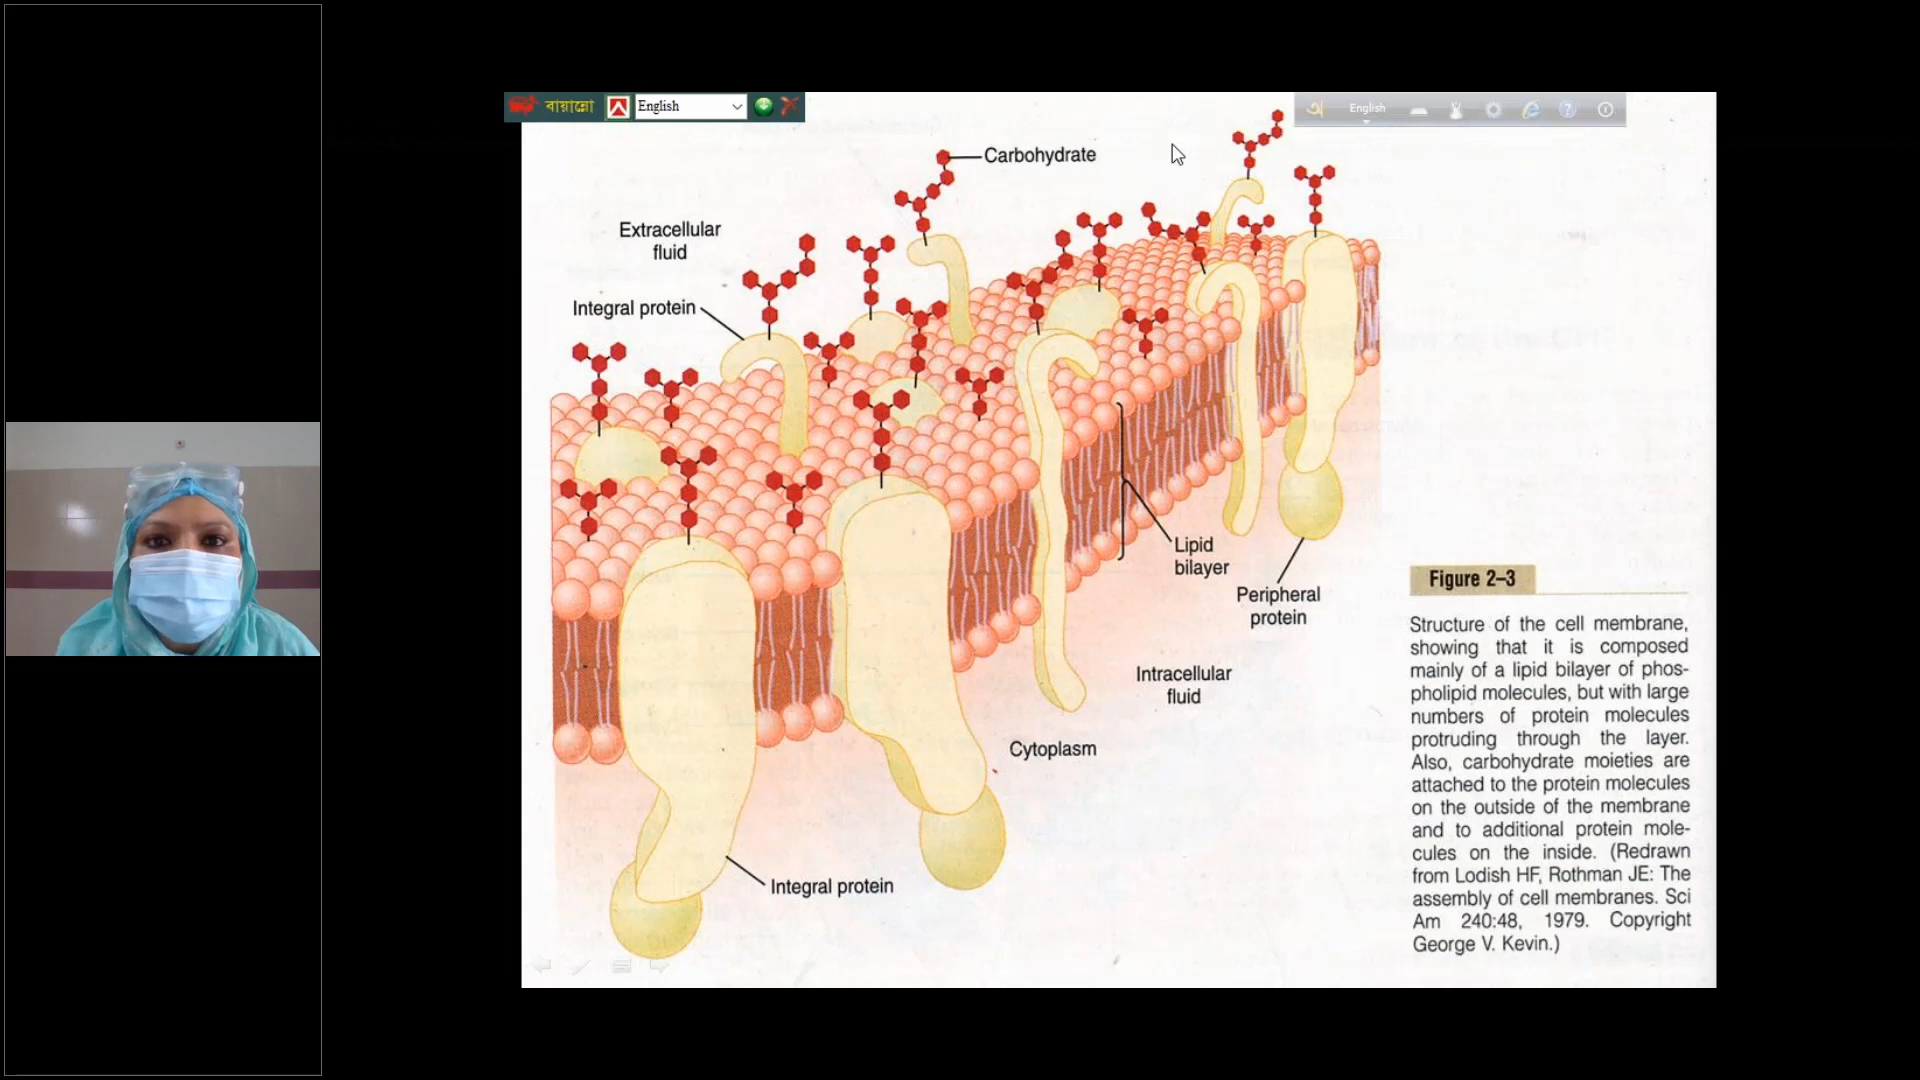 বায়ান্নো
English
English
Carbohydrate
Extracellular
fluid
Integral protein
Lipid
bilayer
Peripheral
protein
Intracellular
fluid
Cytoplasm
Integral protein
Figure 2–3
Structure of the cell membrane,
showing that it is composed
mainly of a lipid bilayer of phos-
pholipid molecules, but with large
numbers of protein molecules
protruding through the layer.
Also, carbohydrate moieties are
attached to the protein molecules
on the outside of the membrane
and to additional protein mole-
cules on the inside. (Redrawn
from Lodish HF, Rothman JE: The
assembly of cell membranes. Sci
Am 240:48, 1979. Copyright
George V. Kevin.)